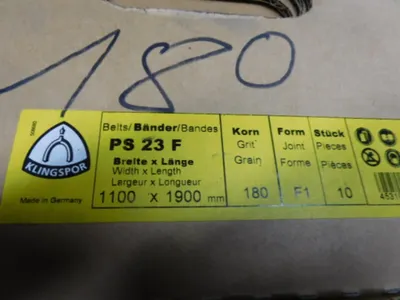 180
Belts/Bänder/Bandes
PS 23 F
Breite x Länge
Width x Length
Largeur x Longueur
1100 x 1900 mm
Korn
Grit
Grain
180
Form
Joint
Forme
F1
Stück
Pieces
Pièces
10
KLINGSPOR
Made in Germany